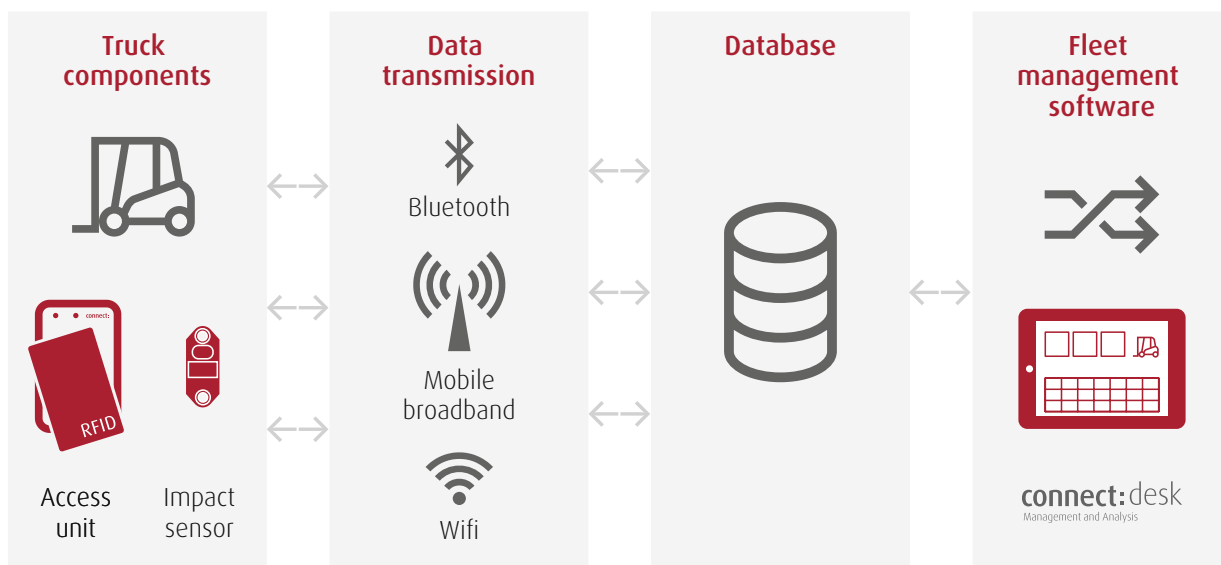 Truck
components
connect:
RFID
Access
unit
Impact
sensor
Data
transmission
Bluetooth
Mobile
broadband
Wifi
Database
Fleet
management
software
connect:desk
Management and Analysis